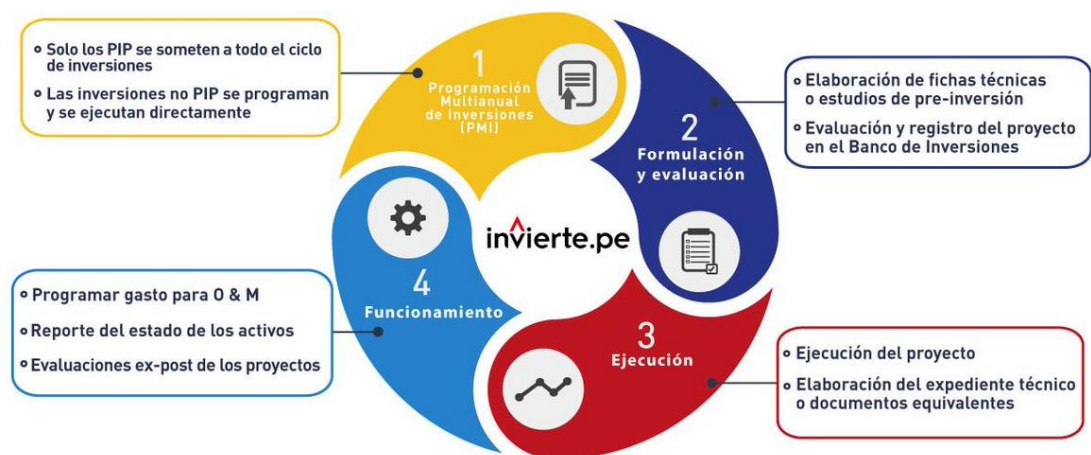 Solo los PIP se someten a todo el ciclo
de inversiones
Las inversiones no PIP se programan
y se ejecutan directamente
1
Programación
Multianual
de Inversiones
(PMI)
2
Formulación
y evaluación
Elaboración de fichas técnicas
o estudios de pre-inversión
Evaluación y registro del proyecto
en el Banco de Inversiones
invierte.pe
4
Funcionamiento
Programar gasto para O & M
Reporte del estado de los activos
Evaluaciones ex-post de los proyectos
3
Ejecución
Ejecución del proyecto
Elaboración del expediente técnico
o documentos equivalentes